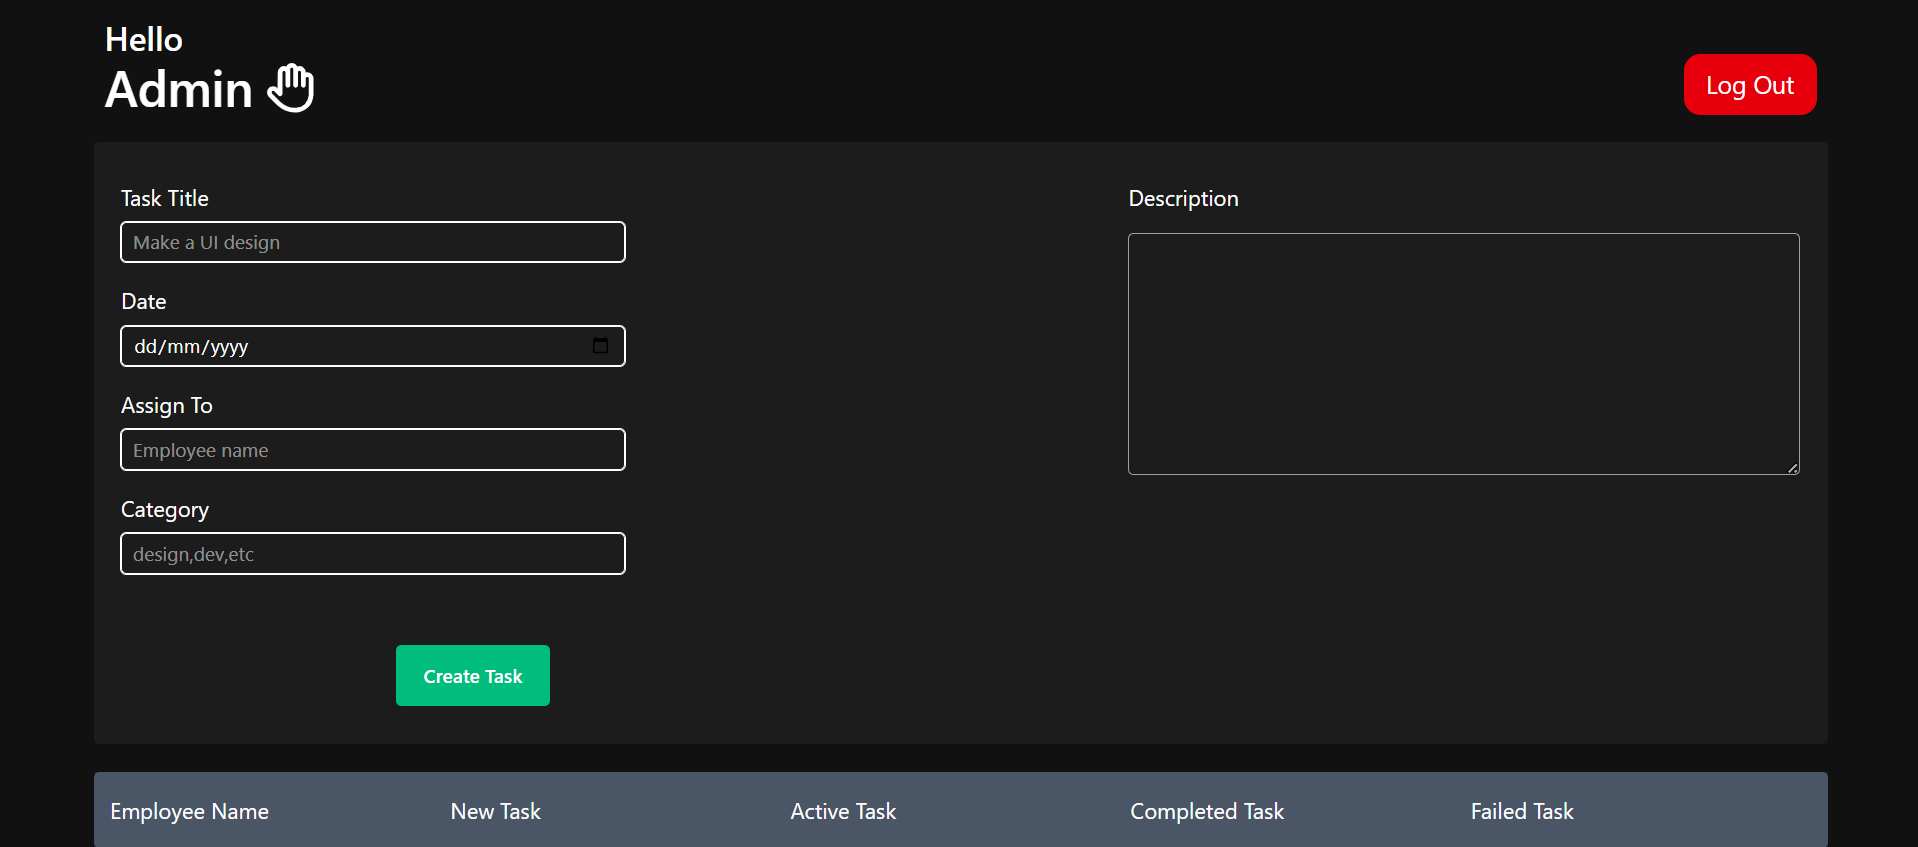 Hello
Admin
Log Out
Task Title
Make a UI design
Date
dd/mm/yyyy
Assign To
Employee name
Category
design,dev,etc
Description
Create Task
Employee Name New Task Active Task Completed Task Failed Task